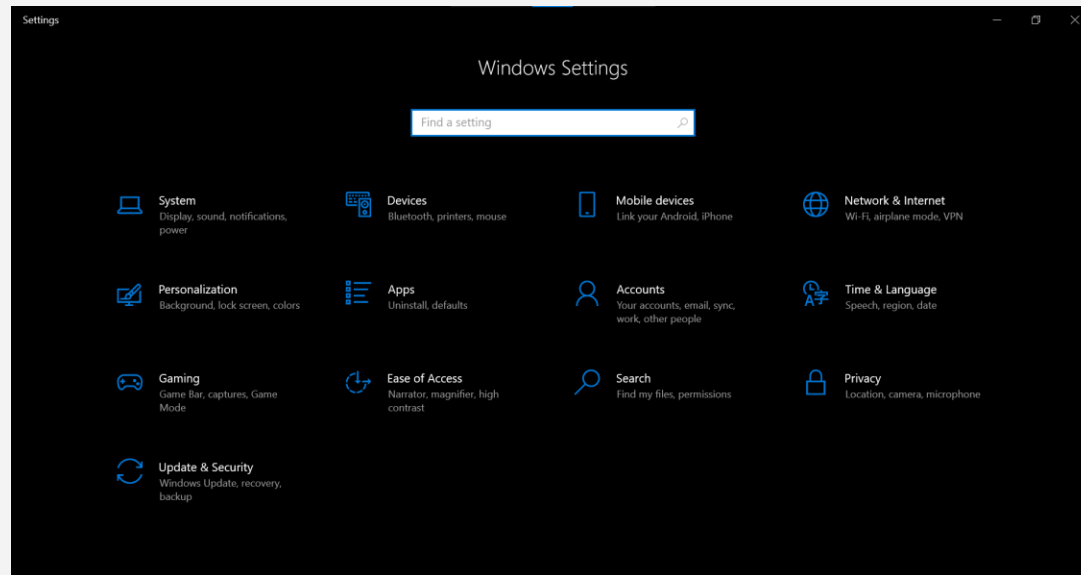 Settings
Windows Settings
Find a setting
System
Display, sound, notifications,
power
Devices
Bluetooth, printers, mouse
Mobile devices
Link your Android, iPhone
Network & Internet
Wi-Fi, airplane mode, VPN
Personalization
Background, lock screen, colors
Apps
Uninstall, defaults
Accounts
Your accounts, email, sync,
work, other people
Time & Language
Speech, region, date
Gaming
Game Bar, captures, Game
Mode
Ease of Access
Narrator, magnifier, high
contrast
Search
Find my files, permissions
Privacy
Location, camera, microphone
Update & Security
Windows Update, recovery,
backup